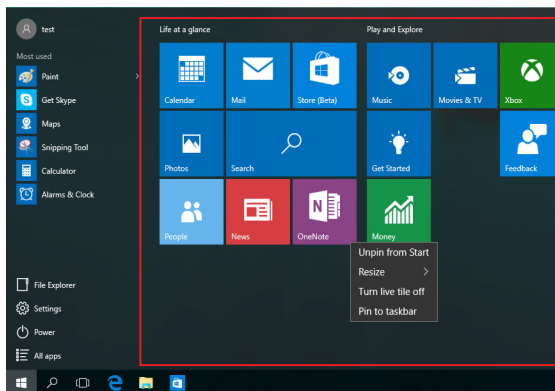 test
Most used
Paint
Get Skype
Maps
Snipping Tool
Calculator
Alarms & Clock
File Explorer
Settings
Power
All apps
Life at a glance
Calendar
Mail
Store (Beta)
Photos
Search
People
News
OneNote
Play and Explore
Music
Movies & TV
Xbox
Get Started
Feedback
Money
Unpin from Start
Resize
Turn live tile off
Pin to taskbar